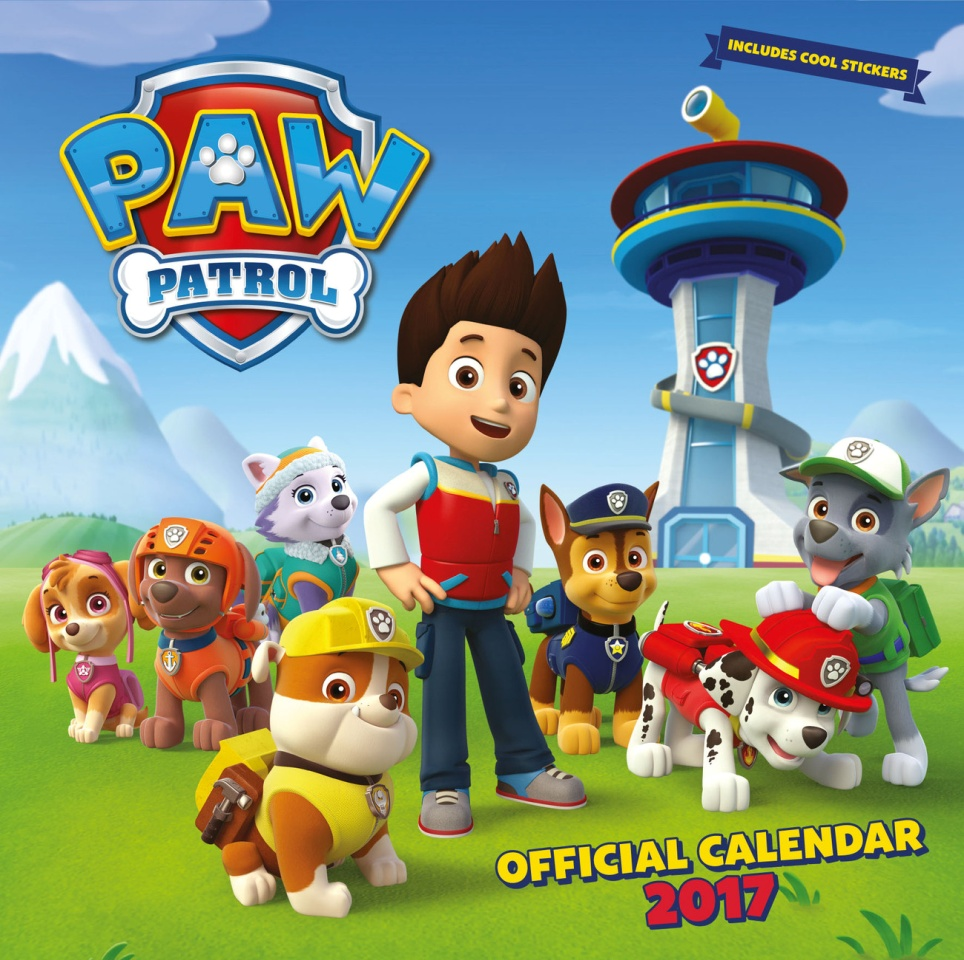 INCLUDES COOL STICKERS
PAW
PATROL
OFFICIAL CALENDAR
2017